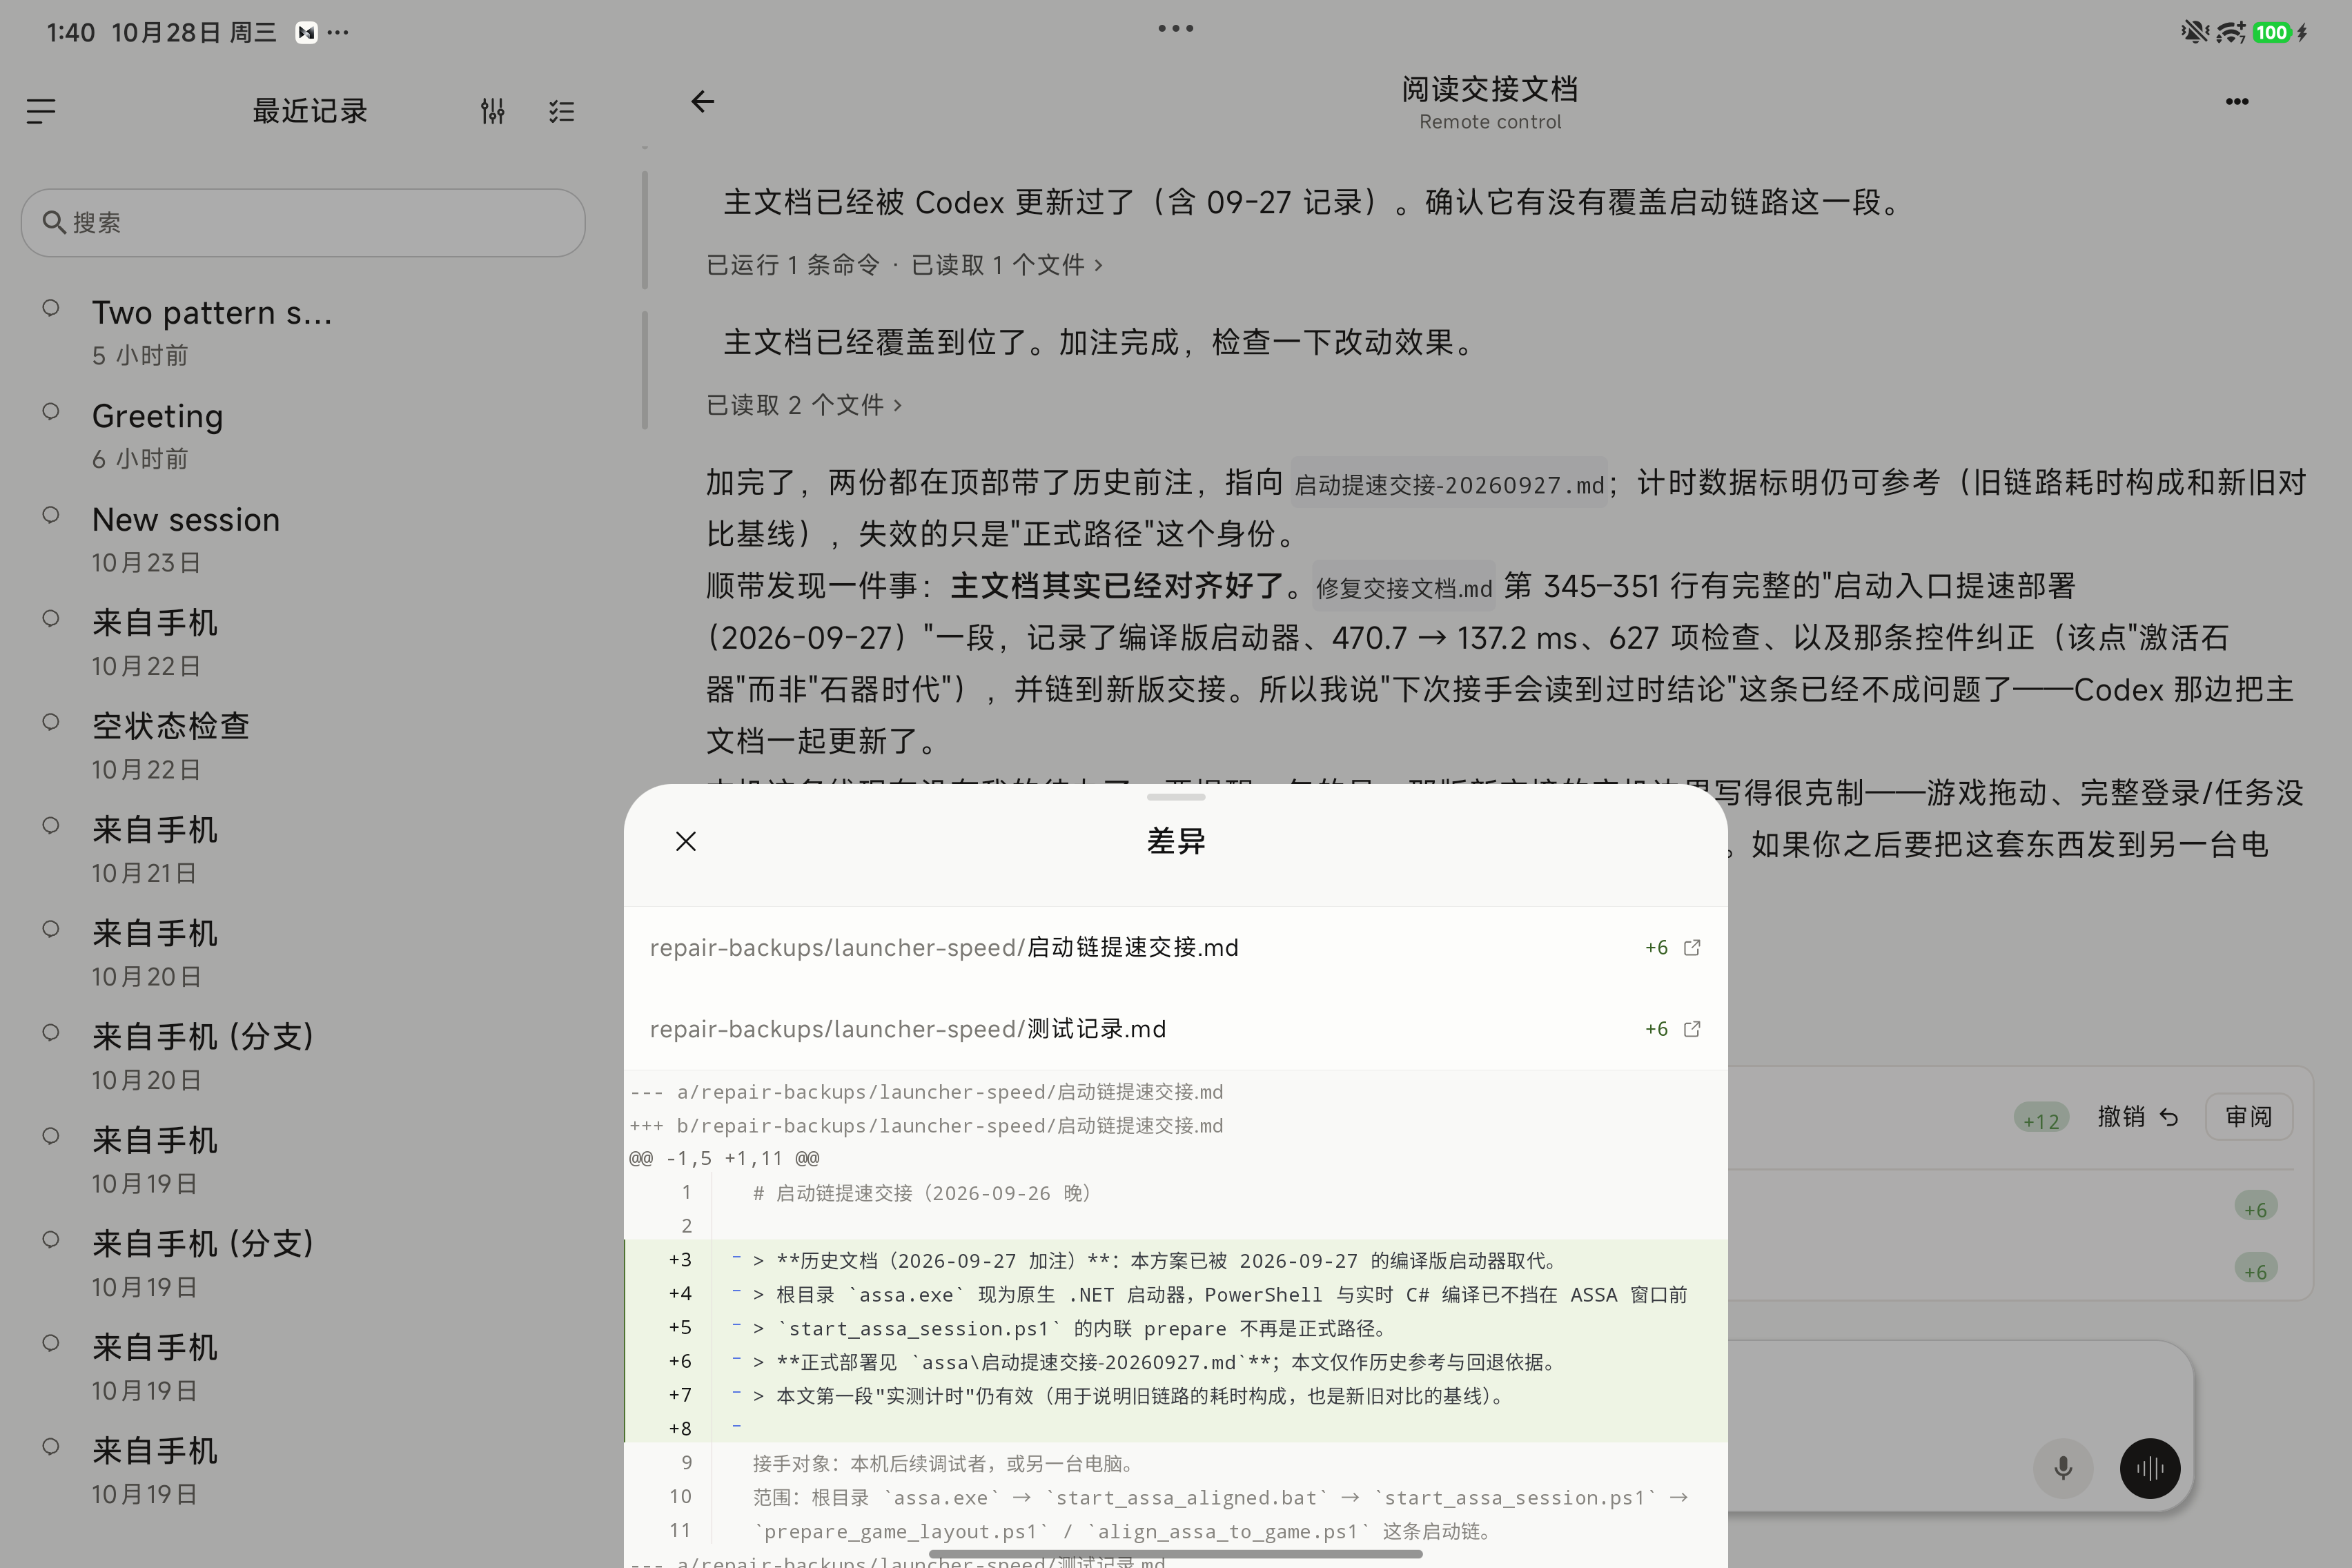 1:40 10月28日 周三
100
最近记录
搜索
Two pattern s...
5 小时前
Greeting
6 小时前
New session
10月23日
来自手机
10月22日
空状态检查
10月22日
来自手机
10月21日
来自手机
10月20日
来自手机 (分支)
10月20日
来自手机
10月19日
来自手机 (分支)
10月19日
来自手机
10月19日
来自手机
10月19日
阅读交接文档
Remote control
主文档已经被 Codex 更新过了（含 09-27 记录）。确认它有没有覆盖启动链路这一段。
已运行 1 条命令 · 已读取 1 个文件 >
主文档已经覆盖到位了。加注完成，检查一下改动效果。
已读取 2 个文件 >
加完了，两份都在顶部带了历史前注，指向 启动提速交接-20260927.md；计时数据标明仍可参考（旧链路耗时构成和新旧对
比基线），失效的只是"正式路径"这个身份。
顺带发现一件事：主文档其实已经对齐好了。修复交接文档.md 第 345–351 行有完整的"启动入口提速部署
（2026-09-27）"一段，记录了编译版启动器、470.7 → 137.2 ms、627 项检查、以及那条控件纠正（该点"激活石
器"而非"石器时代"），并链到新版交接。所以我说"下次接手会读到过时结论"这条已经不成问题了——Codex 那边把主
文档一起更新了。
写得很克制——游戏拖动、完整登录/任务没
。如果你之后要把这套东西发到另一台电
+12 撤销 审阅
+6
+6
差异
repair-backups/launcher-speed/启动链提速交接.md +6
repair-backups/launcher-speed/测试记录.md +6
--- a/repair-backups/launcher-speed/启动链提速交接.md
+++ b/repair-backups/launcher-speed/启动链提速交接.md
@@ -1,5 +1,11 @@
1 # 启动链提速交接（2026-09-26 晚）
2
+3 - > **历史文档（2026-09-27 加注）**：本方案已被 2026-09-27 的编译版启动器取代。
+4 - > 根目录 `assa.exe` 现为原生 .NET 启动器，PowerShell 与实时 C# 编译已不挡在 ASSA 窗口前
+5 - > `start_assa_session.ps1` 的内联 prepare 不再是正式路径。
+6 - > **正式部署见 `assa\启动提速交接-20260927.md`**；本文仅作历史参考与回退依据。
+7 - > 本文第一段"实测计时"仍有效（用于说明旧链路的耗时构成，也是新旧对比的基线）。
+8 -
9 接手对象：本机后续调试者，或另一台电脑。
10 范围：根目录 `assa.exe` → `start_assa_aligned.bat` → `start_assa_session.ps1` →
11 `prepare_game_layout.ps1` / `align_assa_to_game.ps1` 这条启动链。
--- a/repair-backups/launcher-speed/测试记录.md